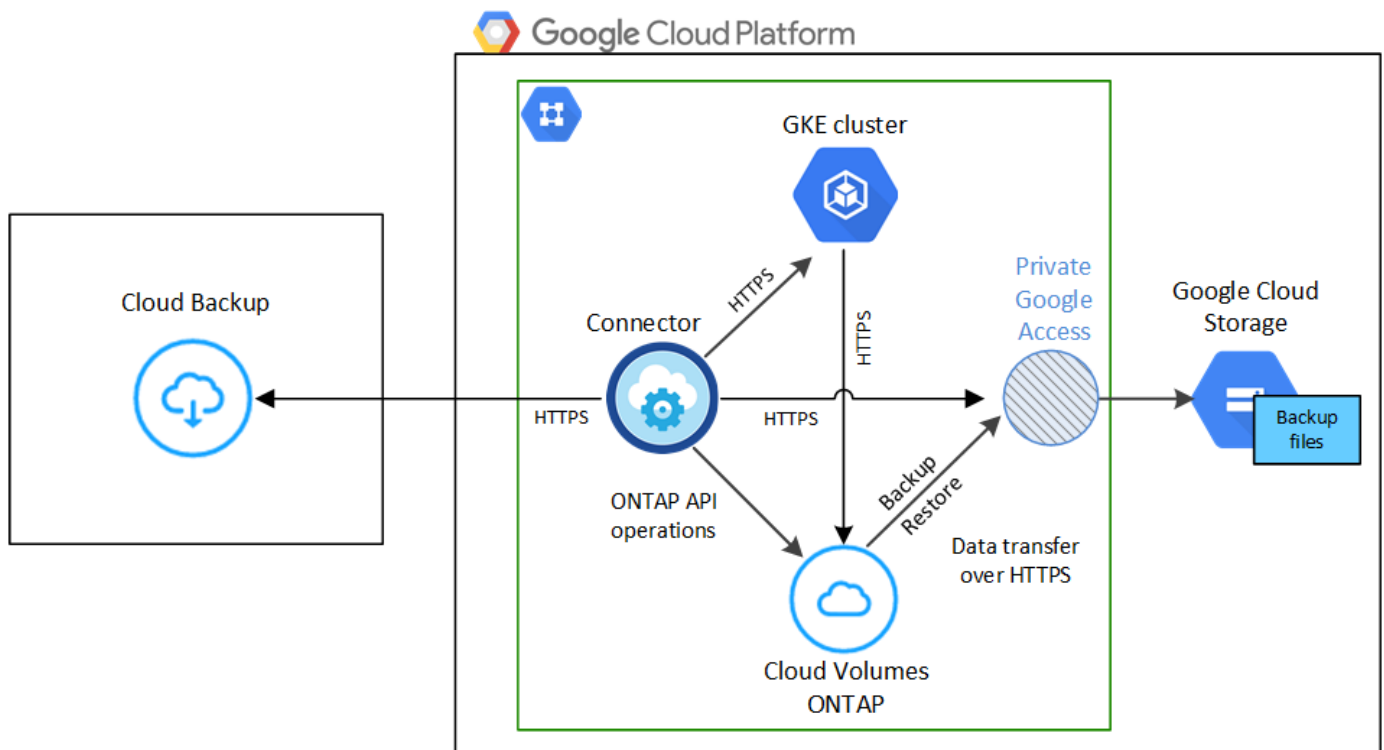 Google Cloud Platform
GKE cluster
Private
Google
Access
Google Cloud
Storage
Cloud Backup
Connector
HTTPS
HTTPS
HTTPS
HTTPS
Backup
files
ONTAP API
operations
Backup
Restore
Data transfer
over HTTPS
Cloud Volumes
ONTAP